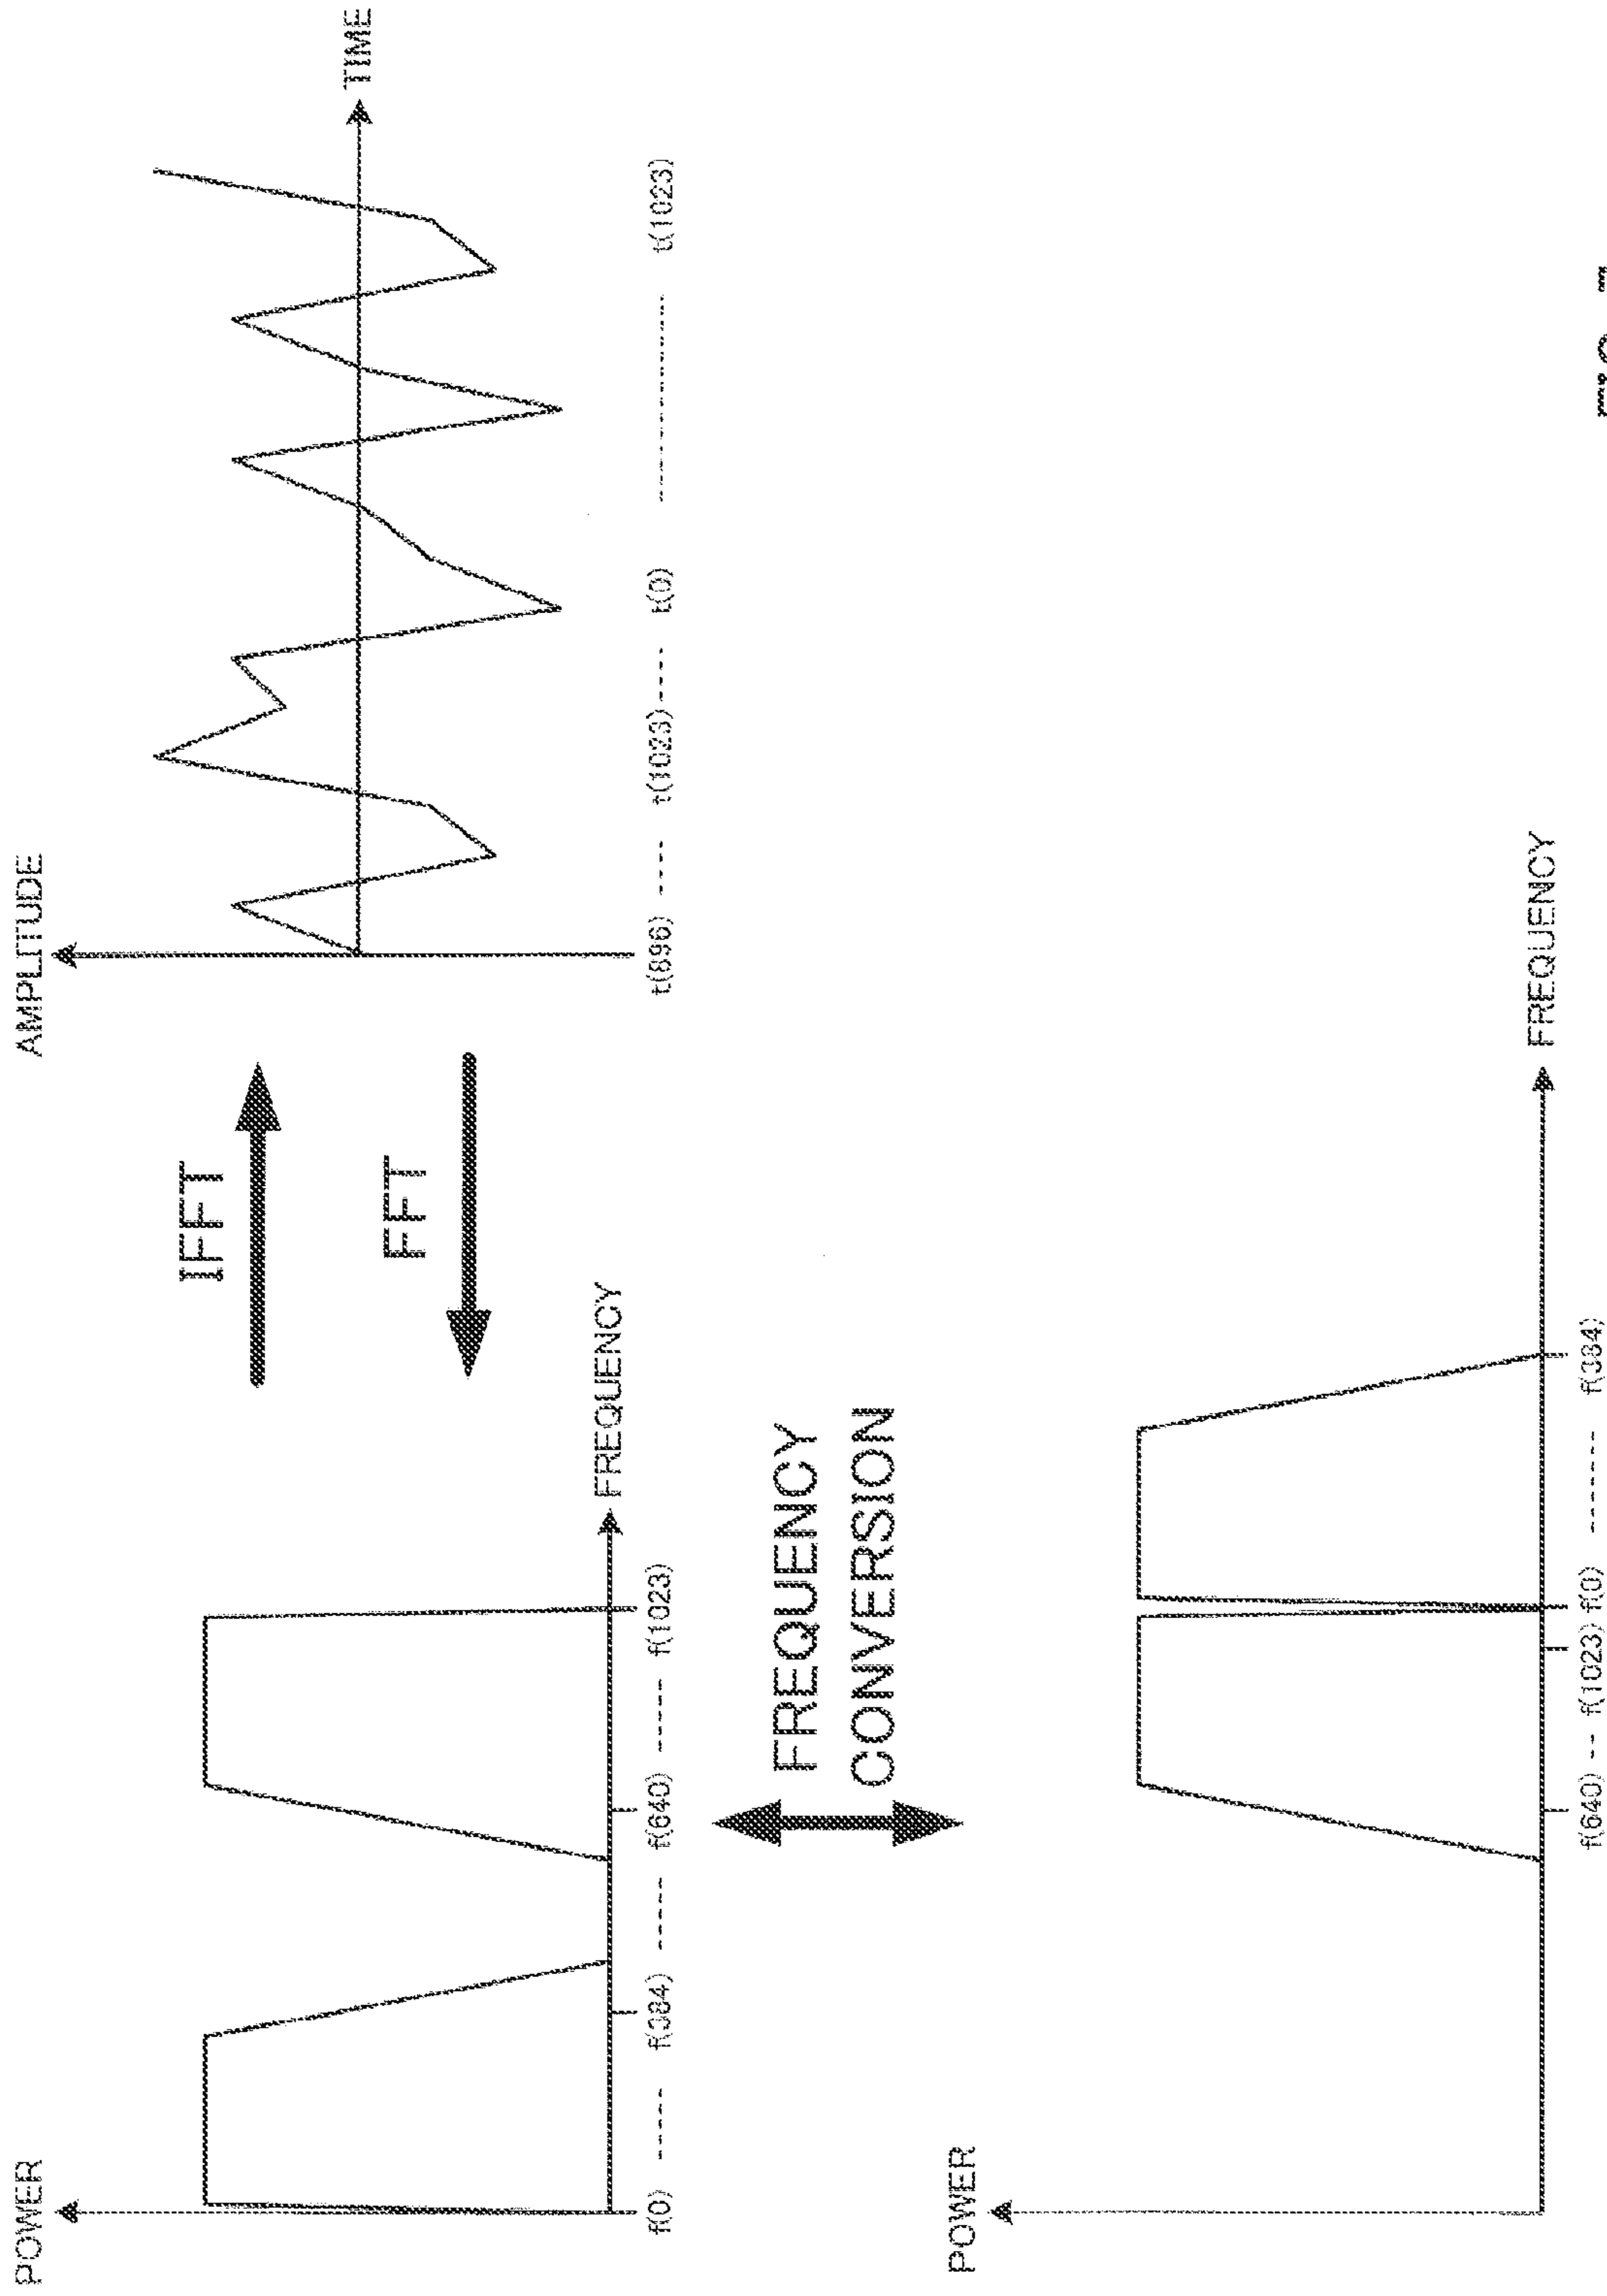 POWER
f(0) ----- f(384) ----- f(640) ----- f(1023)
FREQUENCY
IFFT
FFT
AMPLITUDE
TIME
t(896) ---- t(1023) ---- t(0) ---------- t(1023)
FREQUENCY
CONVERSION
POWER
f(640) -- f(1023) f(0) ------ f(384)
FREQUENCY